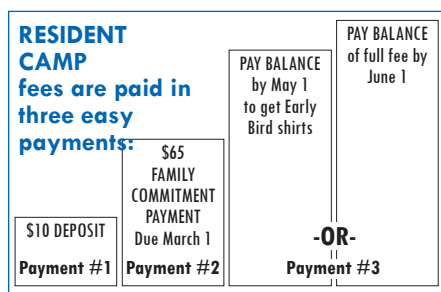 RESIDENT
CAMP
fees are paid in
three easy
payments:
$10 DEPOSIT
Payment #1
$65
FAMILY
COMMITMENT
PAYMENT
Due March 1
Payment #2
PAY BALANCE
by May 1
to get Early
Bird shirts
-OR-
PAY BALANCE
of full fee by
June 1
Payment #3